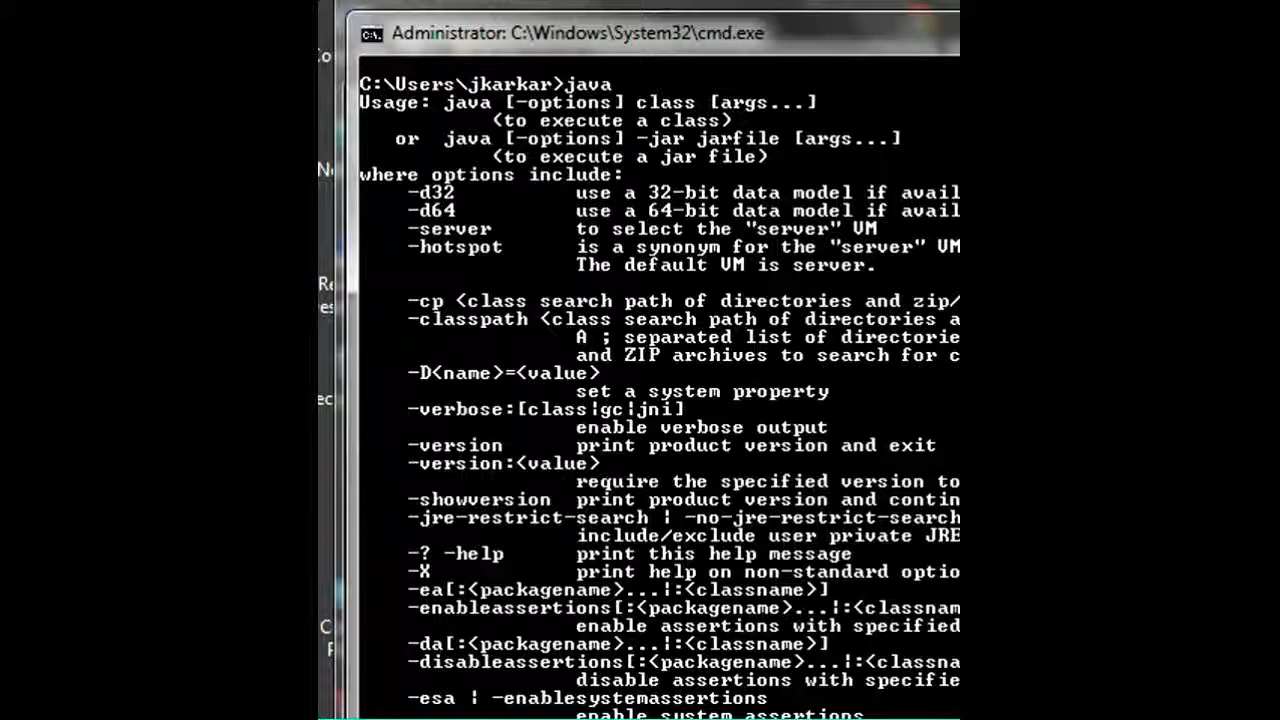 Administrator: C:\Windows\System32\cmd.exe
C:\Users\jkarkar>java
Usage: java [-options] class [args...]
(to execute a class)
or java [-options] -jar jarfile [args...]
(to execute a jar file)
where options include:
-d32 use a 32-bit data model if avail
-d64 use a 64-bit data model if avail
-server to select the "server" VM
-hotspot is a synonym for the "server" VM
The default VM is server.
-cp <class search path of directories and zip/
-classpath <class search path of directories a
A ; separated list of directorie
and ZIP archives to search for c
-D<name>=<value>
set a system property
-verbose:[class|gc|jni]
enable verbose output
-version print product version and exit
-version:<value>
require the specified version to
-showversion print product version and contin
-jre-restrict-search | -no-jre-restrict-search
include/exclude user private JRE
-? -help print this help message
-X print help on non-standard optio
-ea[:<packagename>...|:<classname>]
-enableassertions[:<packagename>...|:<classnam
enable assertions with specified
-da[:<packagename>...|:<classname>]
-disableassertions[:<packagename>...|:<classna
disable assertions with specifie
-esa | -enablesystemassertions
enable system assertions